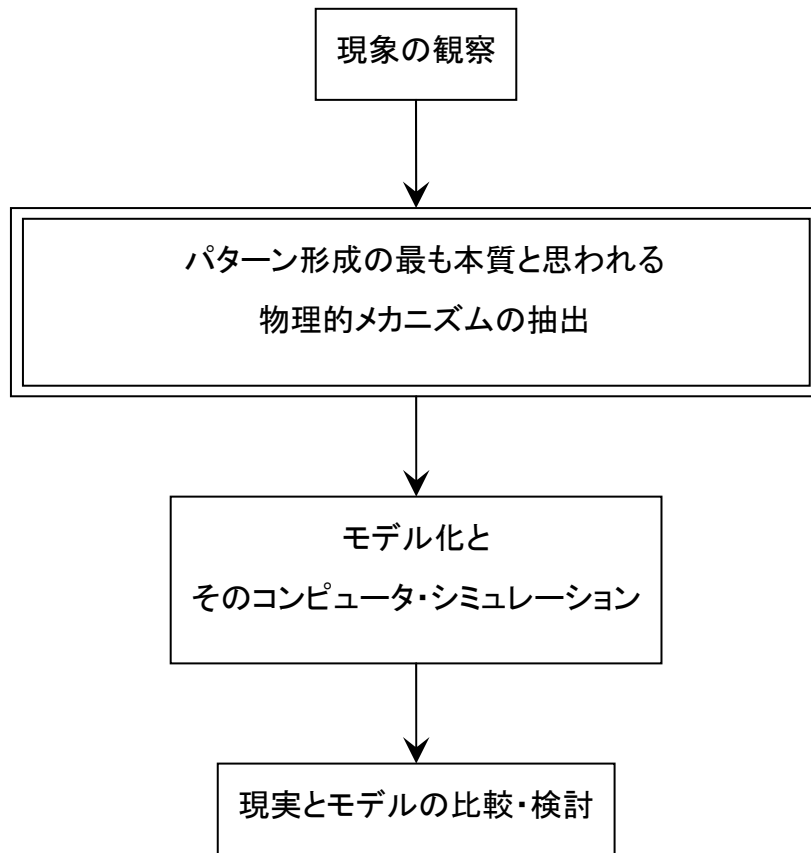 現象の観察
パターン形成の最も本質と思われる
物理的メカニズムの抽出
モデル化と
そのコンピュータ・シミュレーション
現実とモデルの比較・検討